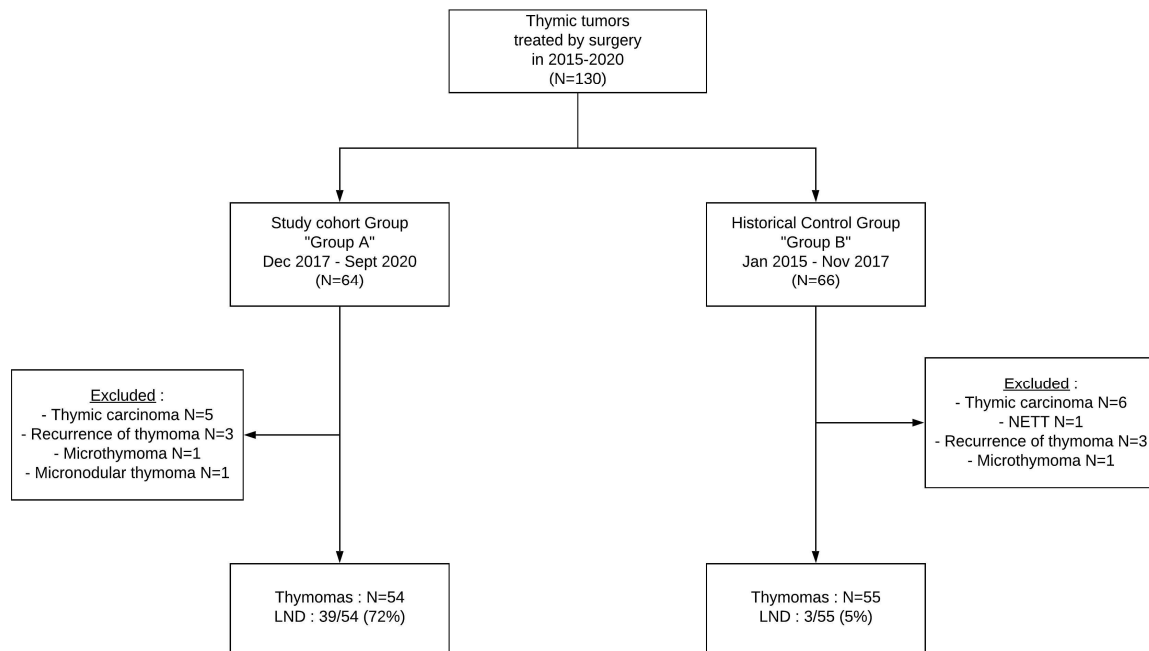 Thymic tumors
treated by surgery
in 2015-2020
(N=130)
Study cohort Group
"Group A"
Dec 2017 - Sept 2020
(N=64)
Historical Control Group
"Group B"
Jan 2015 - Nov 2017
(N=66)
Excluded :
- Thymic carcinoma N=5
- Recurrence of thymoma N=3
- Microthymoma N=1
- Micronodular thymoma N=1
Excluded :
- Thymic carcinoma N=6
- NETT N=1
- Recurrence of thymoma N=3
- Microthymoma N=1
Thymomas : N=54
LND : 39/54 (72%)
Thymomas : N=55
LND : 3/55 (5%)